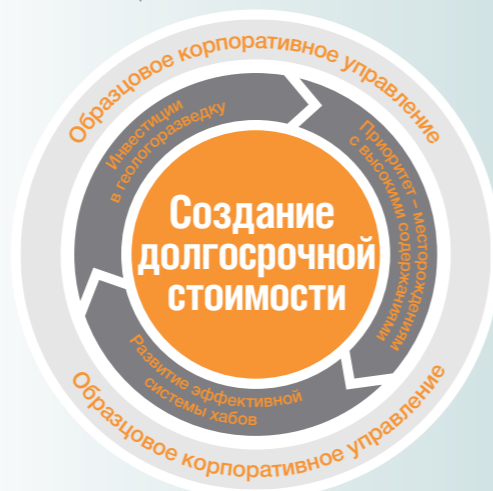 Образцовое корпоративное управление
Инвестиции
в геологоразведку
Приоритет – месторождениям
с высокими содержаниями
Создание
долгосрочной
стоимости
Развитие эффективной
системы хабов
Образцовое корпоративное управление